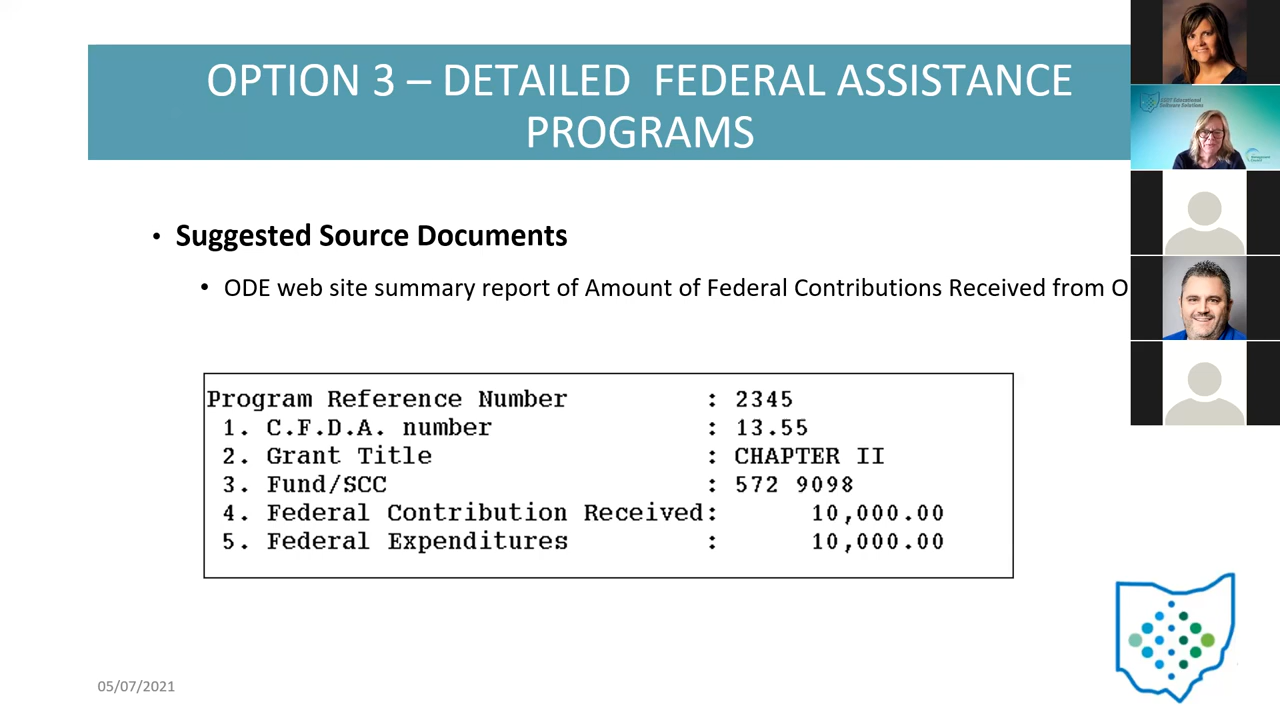 OPTION 3 – DETAILED FEDERAL ASSISTANCE
PROGRAMS
• Suggested Source Documents
• ODE web site summary report of Amount of Federal Contributions Received from O
Program Reference Number : 2345
1. C.F.D.A. number : 13.55
2. Grant Title : CHAPTER II
3. Fund/SCC : 572 9098
4. Federal Contribution Received: 10,000.00
5. Federal Expenditures : 10,000.00
05/07/2021